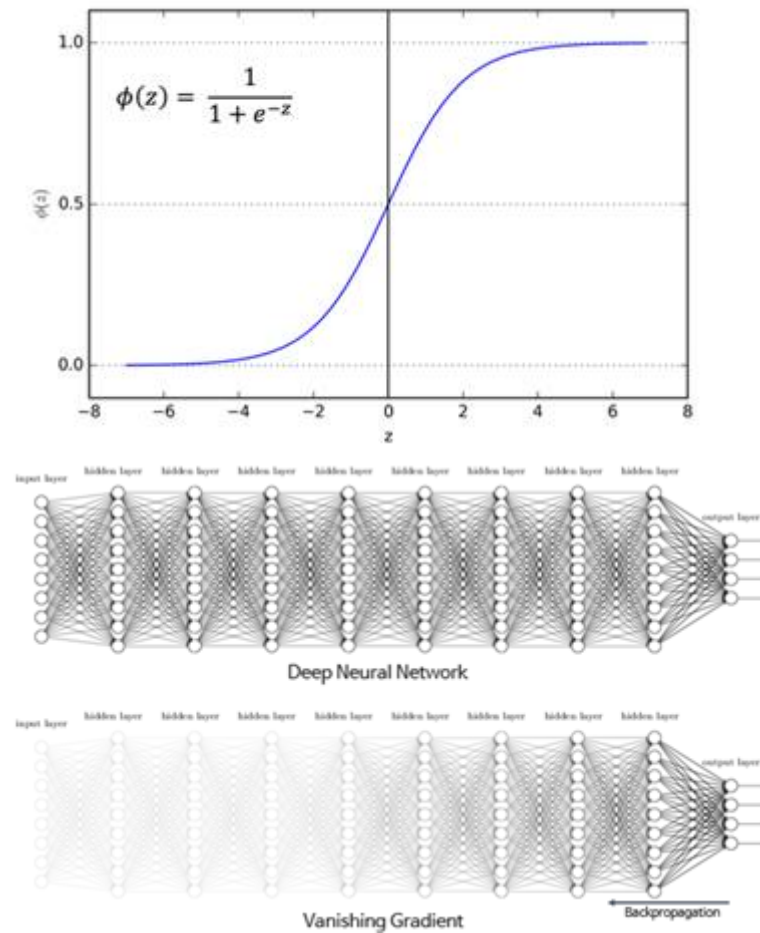 1.0
ϕ(z) = 1 / (1 + e^{-z})
0.5
ϕ(z)
0.0
−8 −6 −4 −2 0 2 4 6 8
z
input layer hidden layer hidden layer hidden layer hidden layer hidden layer hidden layer hidden layer hidden layer
output layer
Deep Neural Network
input layer hidden layer hidden layer hidden layer hidden layer hidden layer hidden layer hidden layer hidden layer
output layer
Backpropagation
Vanishing Gradient